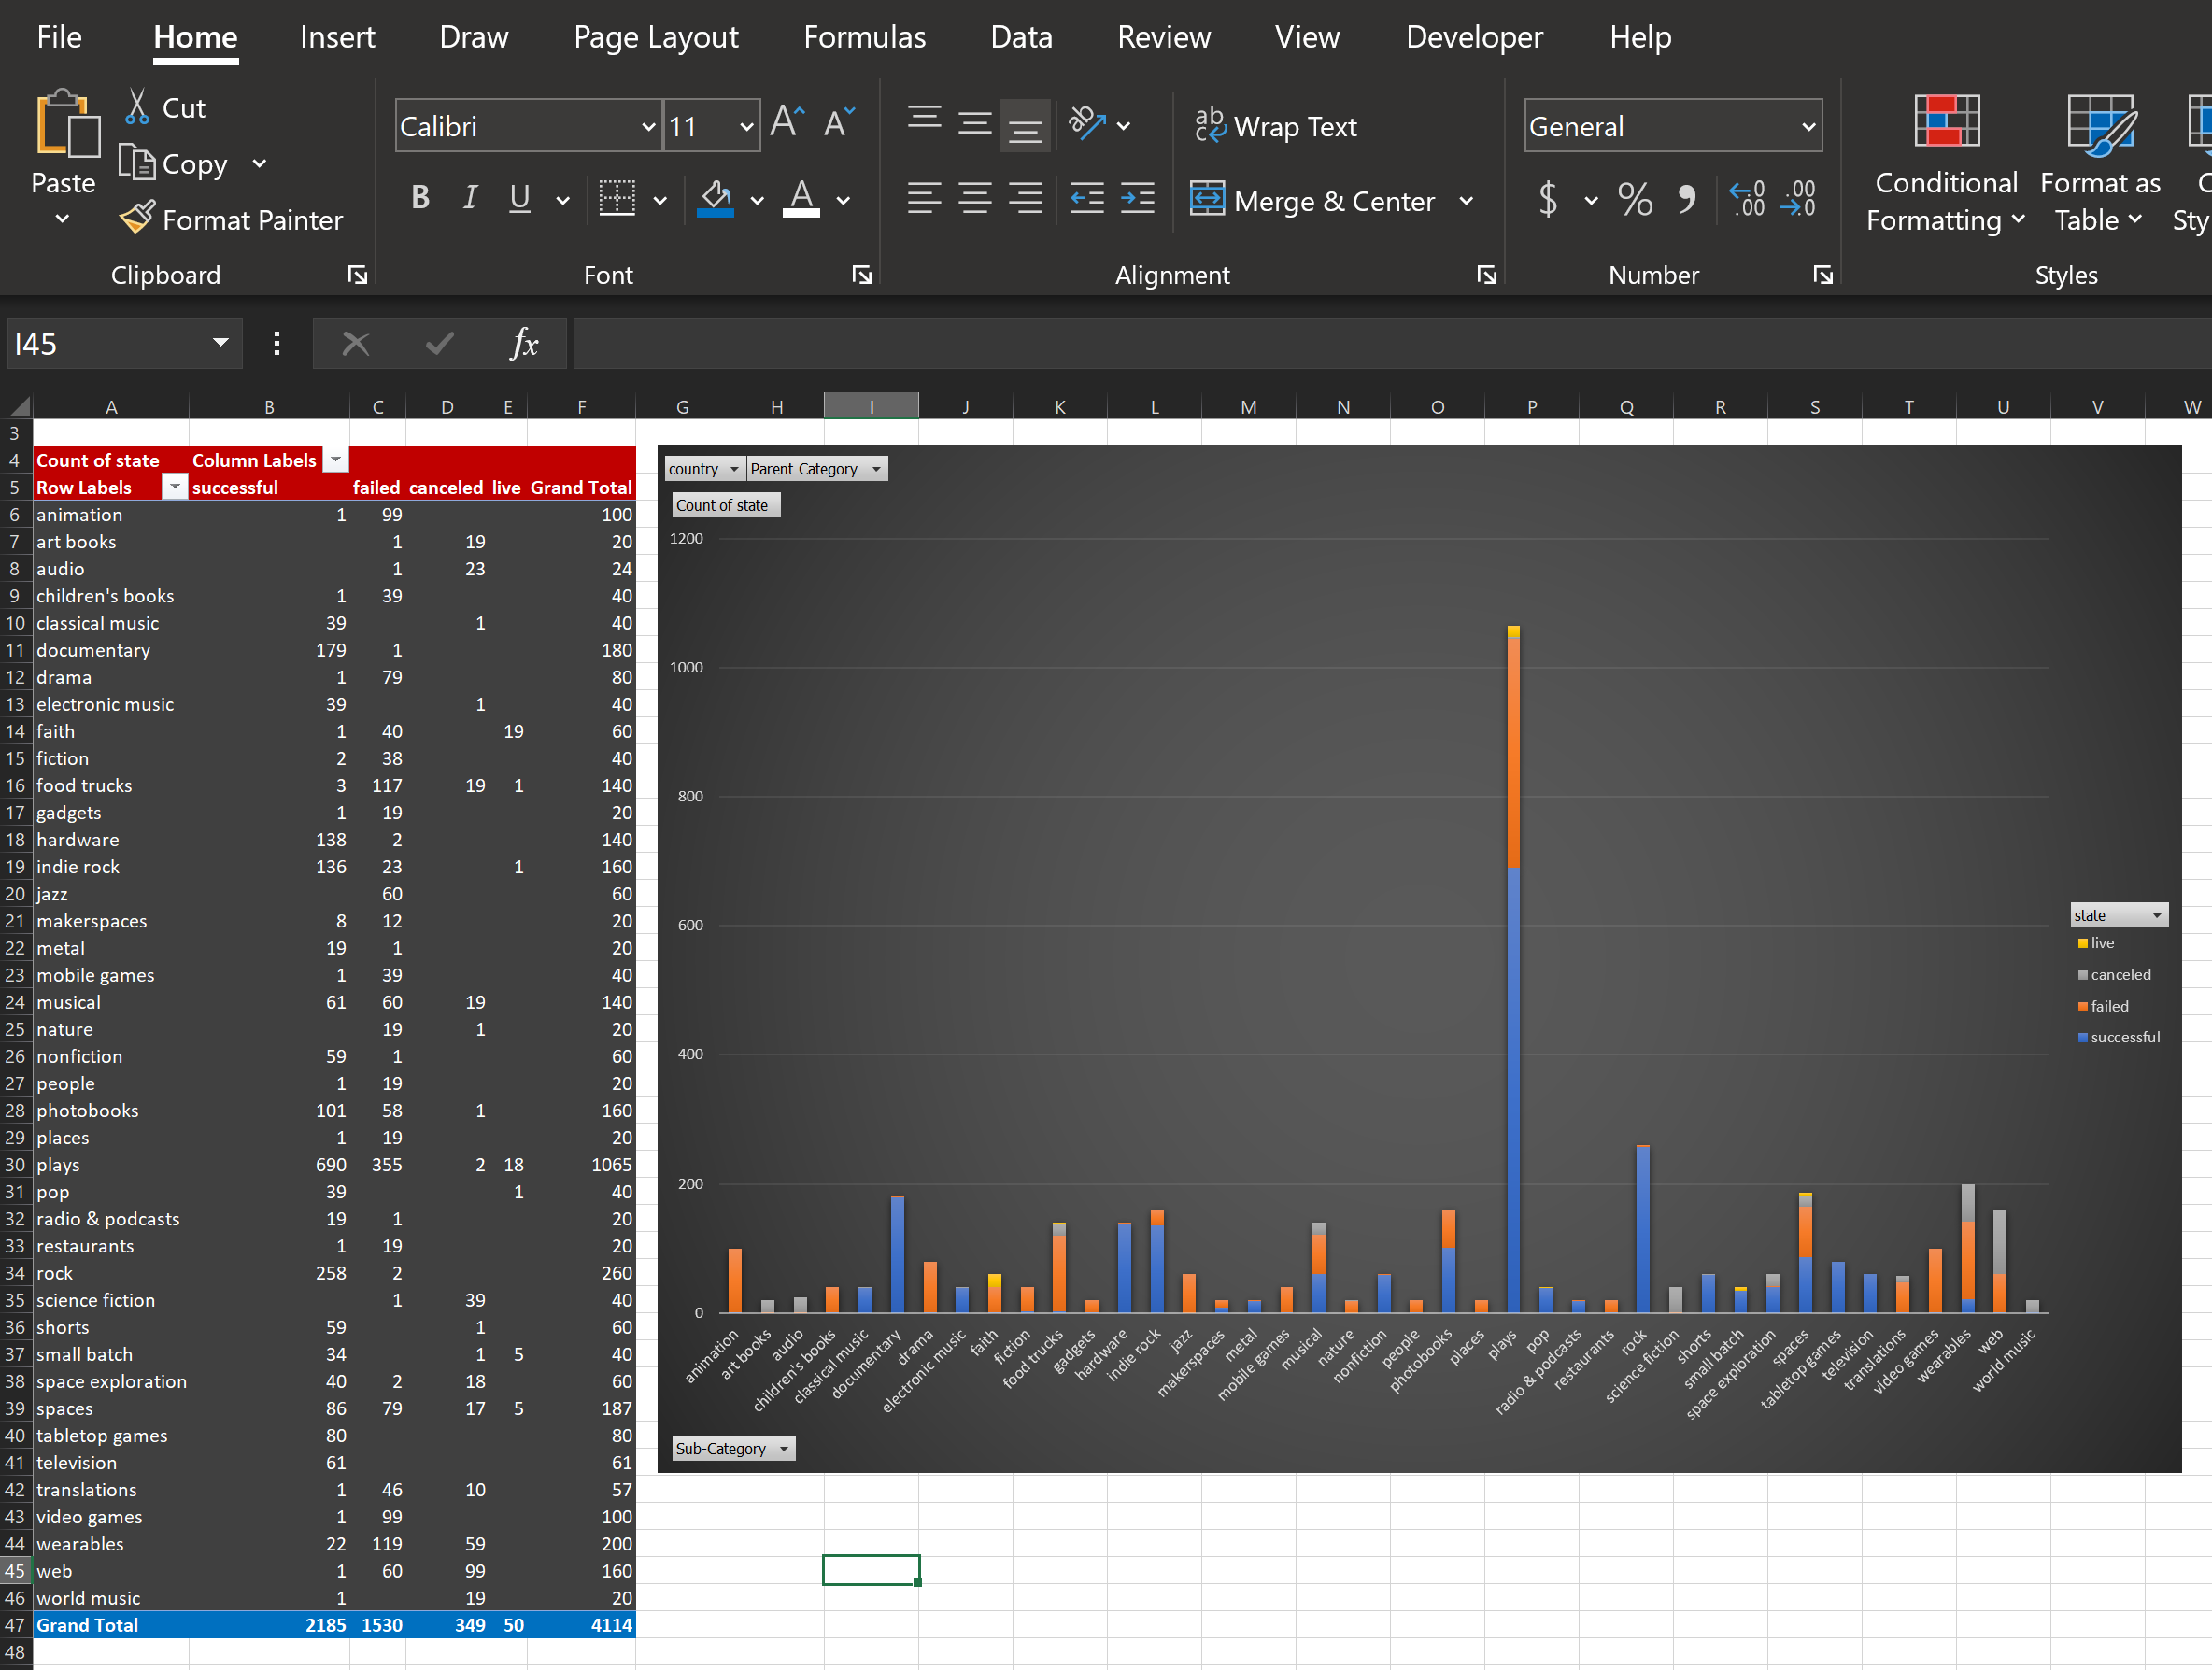 File Home Insert Draw Page Layout Formulas Data Review View Developer Help
Paste
Cut
Copy
Format Painter
Clipboard
Calibri 11
B I U
Font
Wrap Text
Merge & Center
Alignment
General
$ % 9 .00 .00
Number
Conditional Formatting
Format as Table
Styles
I45 fx
A B C D E F G H I J K L M N O P Q R S T U V W
3
4 Count of state Column Labels
5 Row Labels successful failed canceled live Grand Total
6 animation 1 99 100
7 art books 1 19 20
8 audio 1 23 24
9 children's books 1 39 40
10 classical music 39 1 40
11 documentary 179 1 180
12 drama 1 79 80
13 electronic music 39 1 40
14 faith 1 40 19 60
15 fiction 2 38 40
16 food trucks 3 117 19 1 140
17 gadgets 1 19 20
18 hardware 138 2 140
19 indie rock 136 23 1 160
20 jazz 60 60
21 makerspaces 8 12 20
22 metal 19 1 20
23 mobile games 1 39 40
24 musical 61 60 19 140
25 nature 19 1 20
26 nonfiction 59 1 60
27 people 1 19 20
28 photobooks 101 58 1 160
29 places 1 19 20
30 plays 690 355 2 18 1065
31 pop 39 1 40
32 radio & podcasts 19 1 20
33 restaurants 1 19 20
34 rock 258 2 260
35 science fiction 1 39 40
36 shorts 59 1 60
37 small batch 34 1 5 40
38 space exploration 40 2 18 60
39 spaces 86 79 17 5 187
40 tabletop games 80 80
41 television 61 61
42 translations 1 46 10 57
43 video games 1 99 100
44 wearables 22 119 59 200
45 web 1 60 99 160
46 world music 1 19 20
47 Grand Total 2185 1530 349 50 4114
48
country Parent Category
Count of state
1200
1000
800
600
400
200
0
animation
art books
audio
children's books
classical music
documentary
drama
electronic music
faith
fiction
food trucks
gadgets
hardware
indie rock
jazz
makerspaces
metal
mobile games
musical
nature
nonfiction
people
photobooks
places
plays
pop
radio & podcasts
restaurants
rock
science fiction
shorts
small batch
space exploration
spaces
tabletop games
television
translations
video games
wearables
web
world music
state
live
canceled
failed
successful
Sub-Category